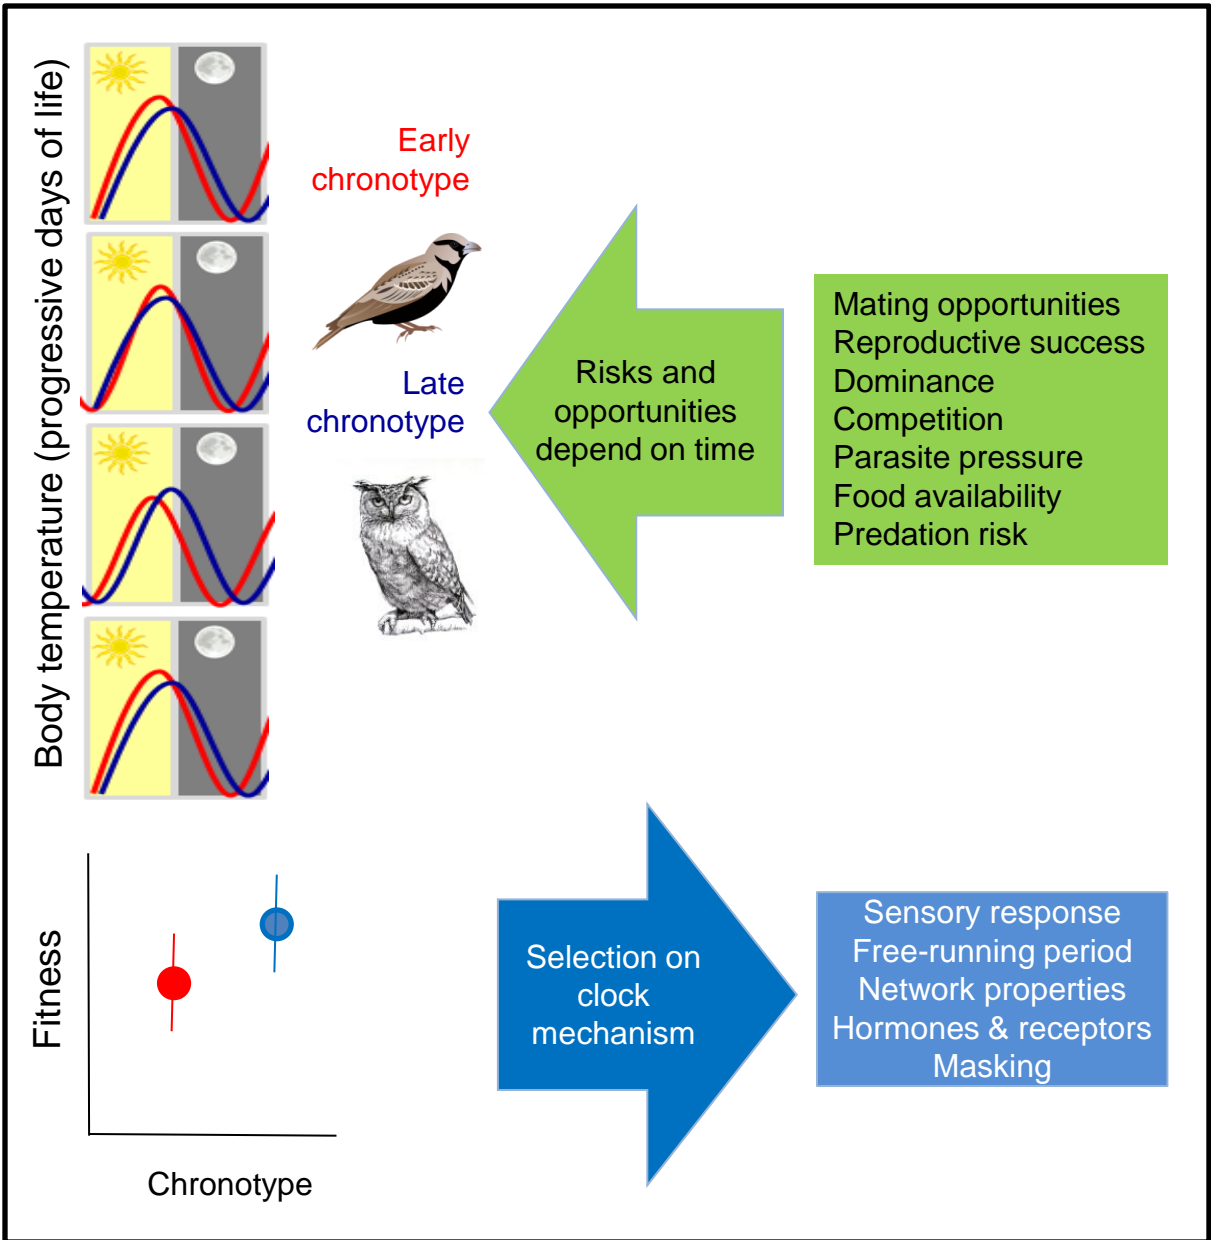 Body temperature (progressive days of life)
Early
chronotype
Late
chronotype
Risks and
opportunities
depend on time
Mating opportunities
Reproductive success
Dominance
Competition
Parasite pressure
Food availability
Predation risk
Fitness
Chronotype
Selection on
clock
mechanism
Sensory response
Free-running period
Network properties
Hormones & receptors
Masking